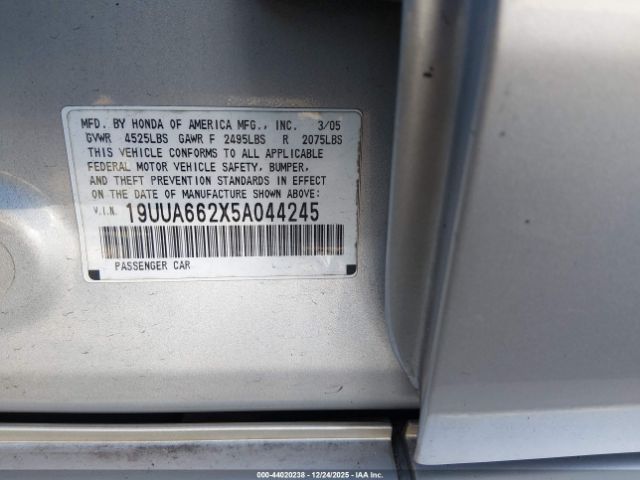 MFD. BY HONDA OF AMERICA MFG., INC. 3/05
GVWR 4525LBS GAWR F 2495LBS R 2075LBS
THIS VEHICLE CONFORMS TO ALL APPLICABLE
FEDERAL MOTOR VEHICLE SAFETY, BUMPER,
AND THEFT PREVENTION STANDARDS IN EFFECT
ON THE DATE OF MANUFACTURE SHOWN ABOVE:
V.I.N. 19UUA662X5A044245
PASSENGER CAR
000-44020238 - 12/24/2025 - IAAI.COM